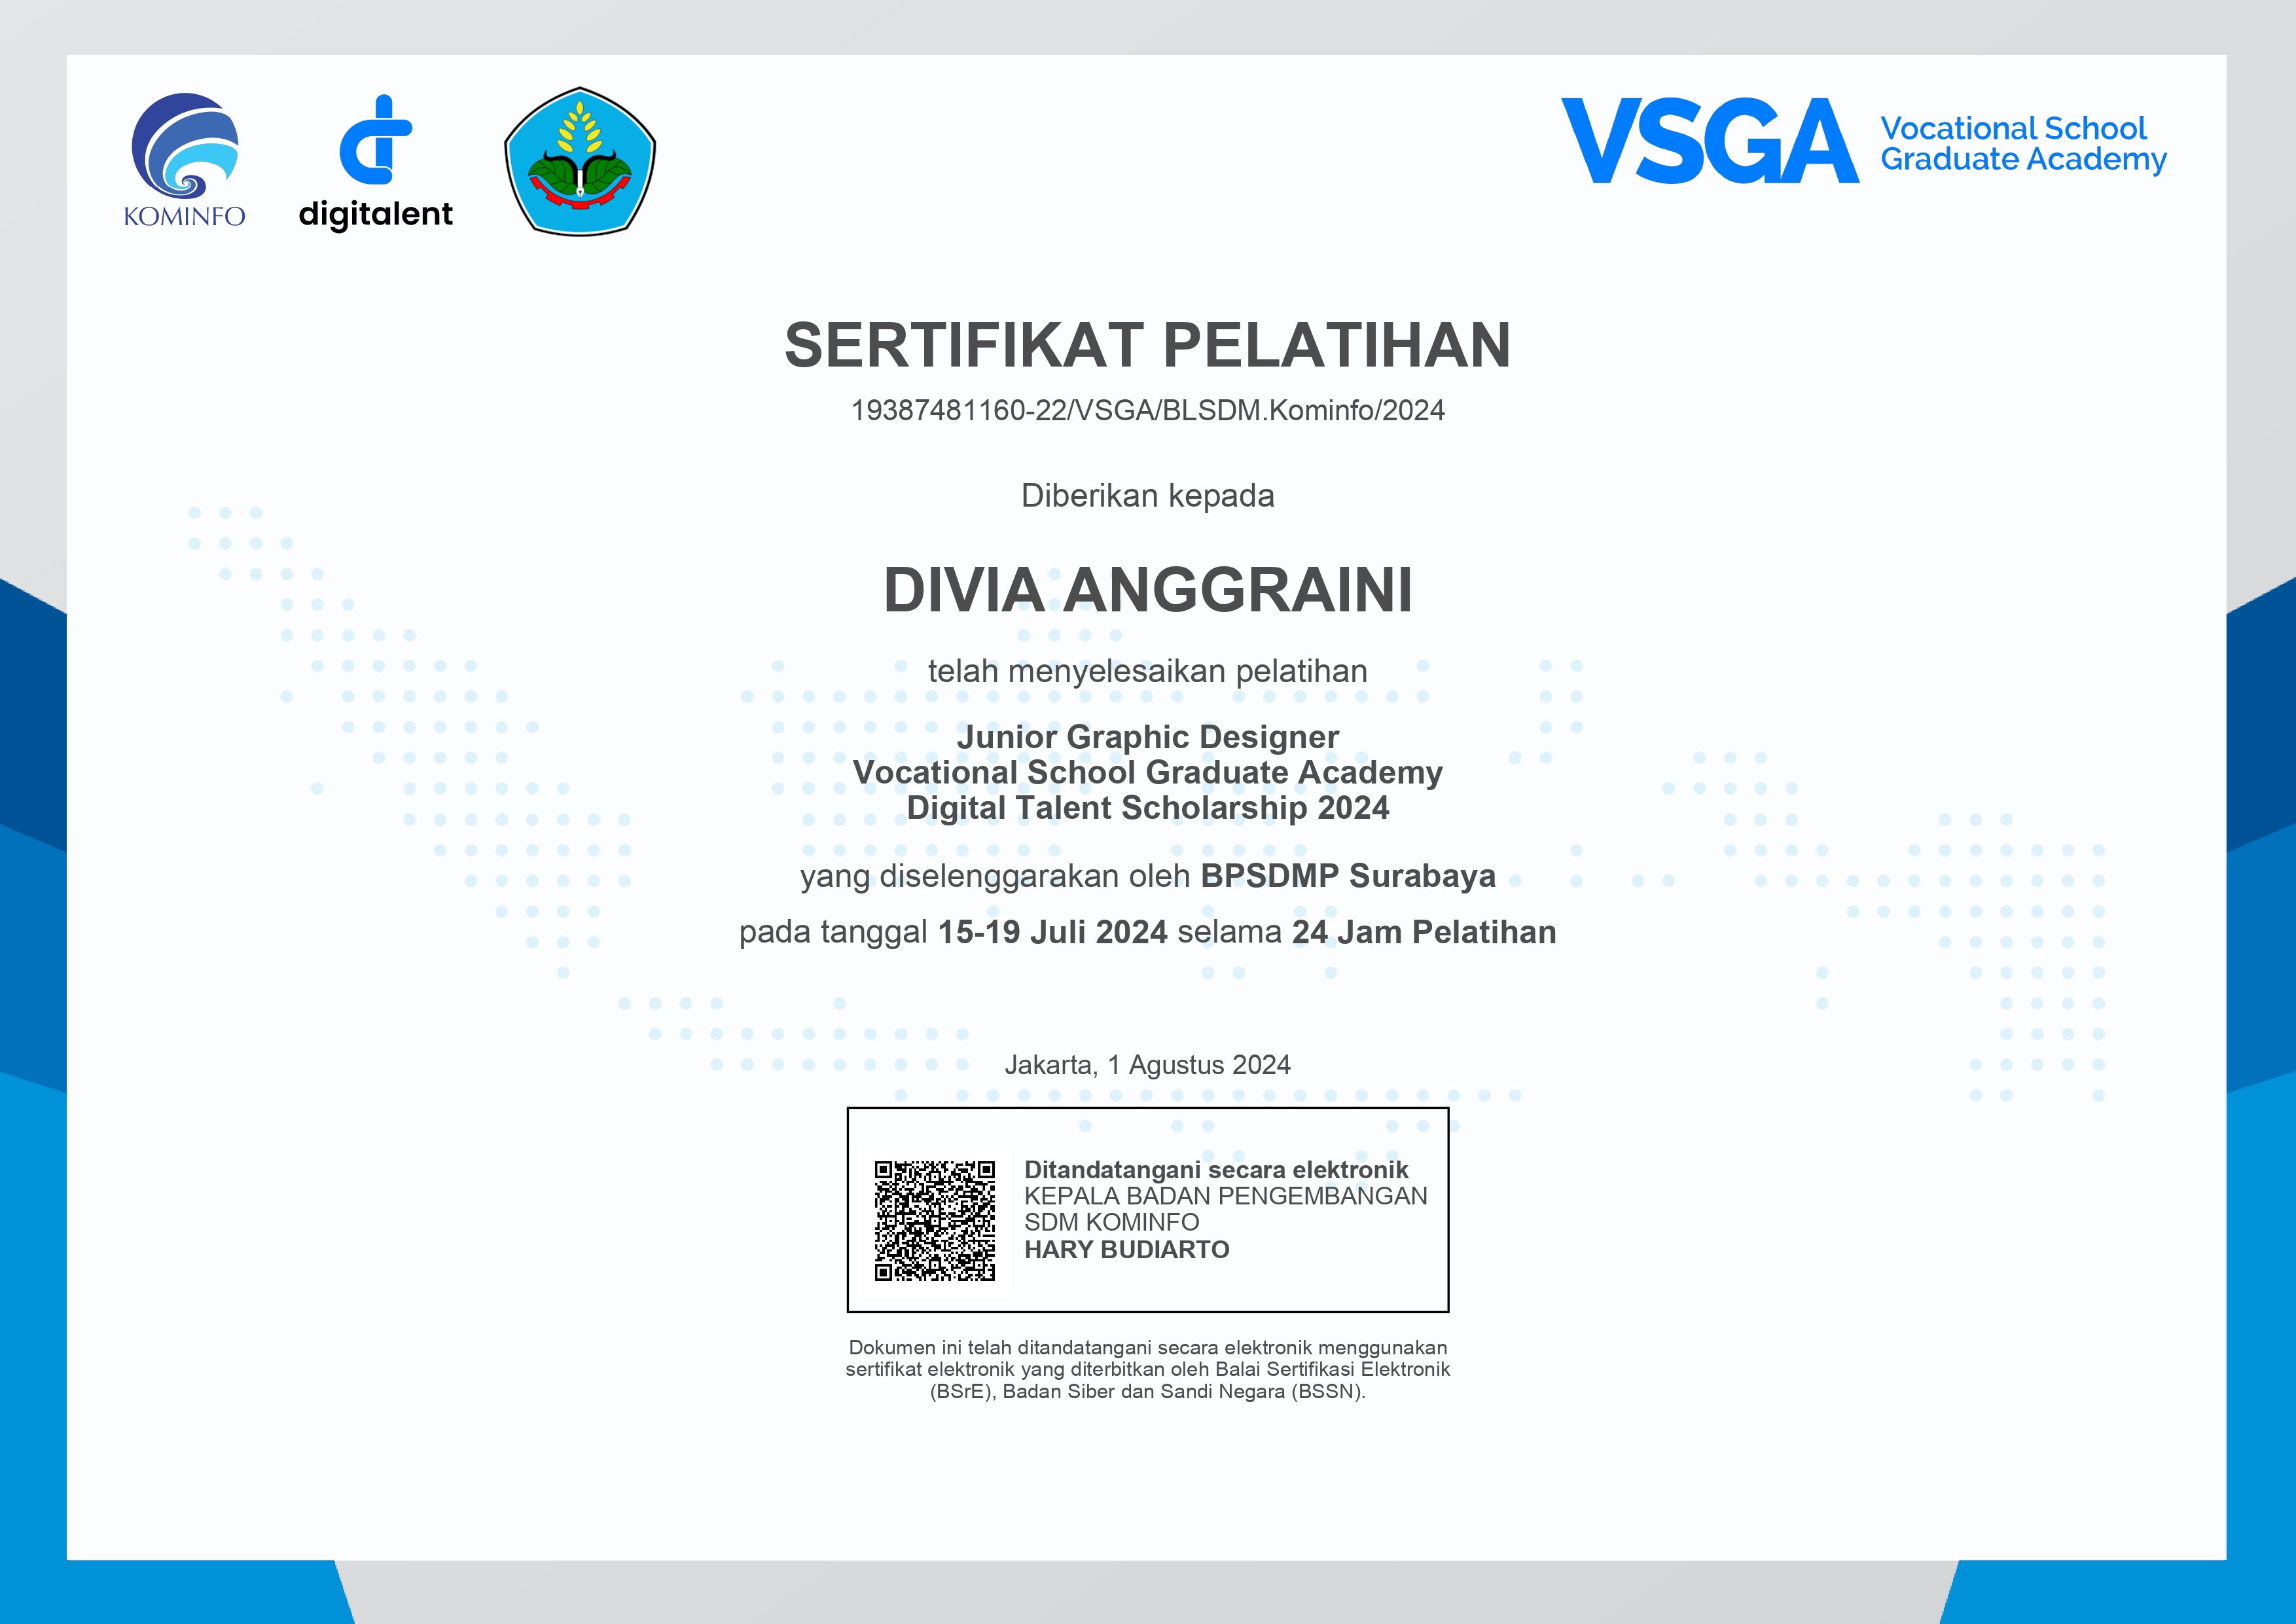 KOMINFO
digitalent
VSGA
Vocational School
Graduate Academy
SERTIFIKAT PELATIHAN
19387481160-22/VSGA/BLSDM.Kominfo/2024
Diberikan kepada
DIVIA ANGGRAINI
telah menyelesaikan pelatihan
Junior Graphic Designer
Vocational School Graduate Academy
Digital Talent Scholarship 2024
yang diselenggarakan oleh BPSDMP Surabaya
pada tanggal 15-19 Juli 2024 selama 24 Jam Pelatihan
Jakarta, 1 Agustus 2024
Ditandatangani secara elektronik
KEPALA BADAN PENGEMBANGAN
SDM KOMINFO
HARY BUDIARTO
Dokumen ini telah ditandatangani secara elektronik menggunakan
sertifikat elektronik yang diterbitkan oleh Balai Sertifikasi Elektronik
(BSrE), Badan Siber dan Sandi Negara (BSSN).